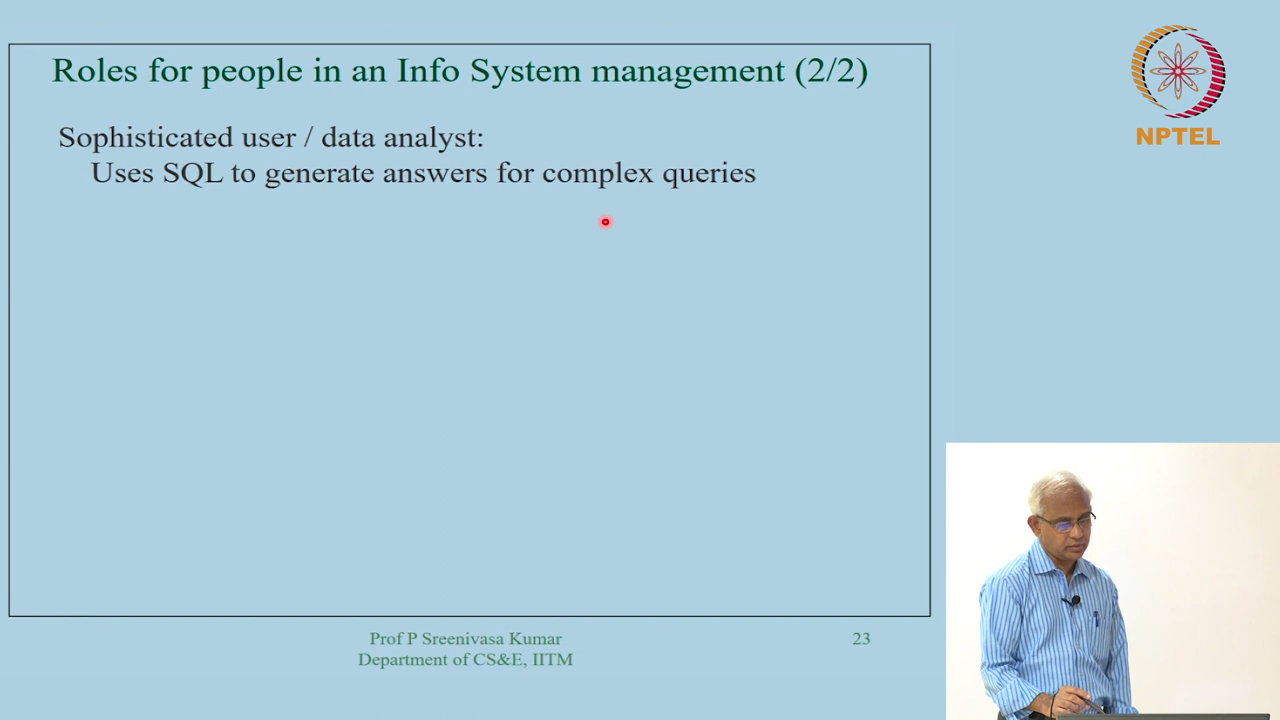 Roles for people in an Info System management (2/2)
Sophisticated user / data analyst:
Uses SQL to generate answers for complex queries
Prof P Sreenivasa Kumar
Department of CS&E, IITM
23
NPTEL